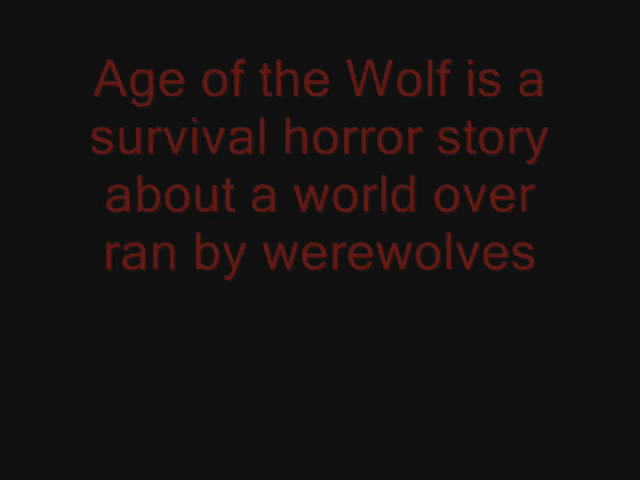 Age of the Wolf is a
survival horror story
about a world over
ran by werewolves